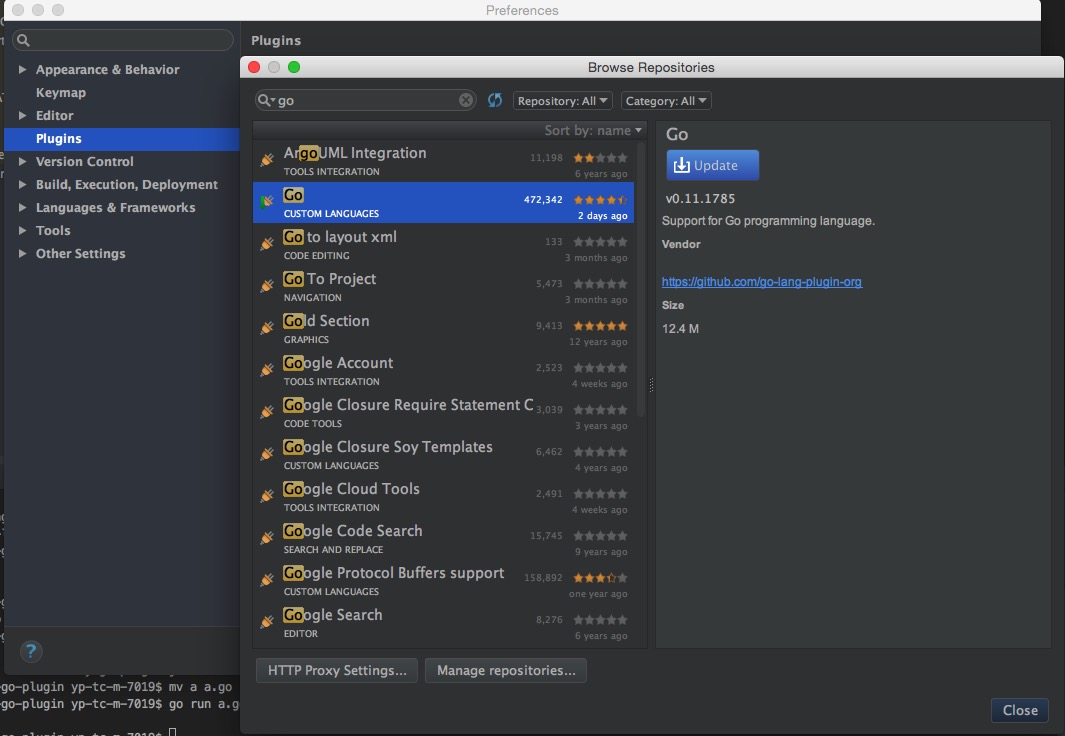 Preferences
Plugins
Appearance & Behavior
Keymap
Editor
Plugins
Version Control
Build, Execution, Deployment
Languages & Frameworks
Tools
Other Settings
?
Browse Repositories
go
Repository: All
Category: All
Sort by: name
ArgoUML Integration 11,198
TOOLS INTEGRATION 6 years ago
Go 472,342
CUSTOM LANGUAGES 2 days ago
Go to layout xml 133
CODE EDITING 3 months ago
Go To Project 5,473
NAVIGATION 3 months ago
Gold Section 9,413
GRAPHICS 12 years ago
Google Account 2,523
TOOLS INTEGRATION 4 weeks ago
Google Closure Require Statement C 3,039
CODE TOOLS 3 years ago
Google Closure Soy Templates 6,462
CUSTOM LANGUAGES 4 years ago
Google Cloud Tools 2,491
TOOLS INTEGRATION 4 weeks ago
Google Code Search 15,745
SEARCH AND REPLACE 9 years ago
Google Protocol Buffers support 158,892
CUSTOM LANGUAGES one year ago
Google Search 8,276
EDITOR 6 years ago
Go
Update
v0.11.1785
Support for Go programming language.
Vendor
https://github.com/go-lang-plugin-org
Size
12.4 M
HTTP Proxy Settings...
Manage repositories...
Close
-go-plugin yp-tc-m-7019$ mv a a.go
-go-plugin yp-tc-m-7019$ go run a.g